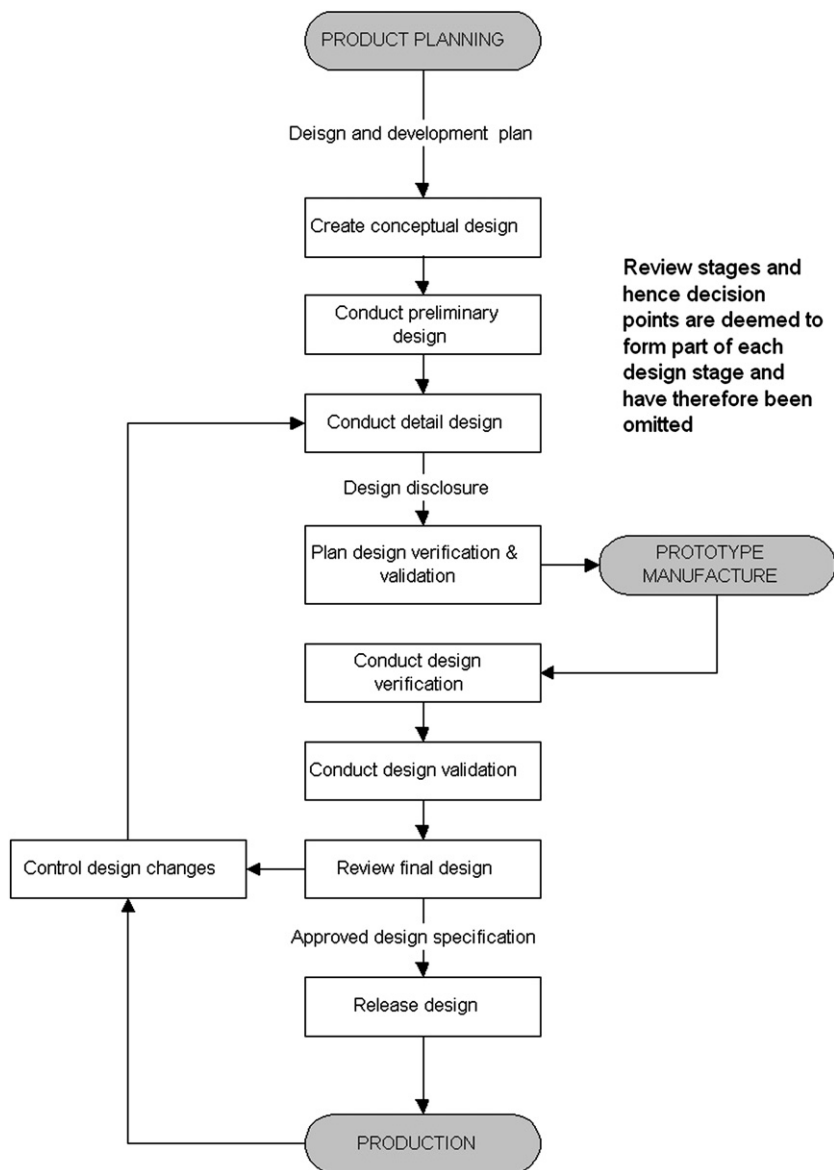 PRODUCT PLANNING
Deisgn and development plan
Create conceptual design
Review stages and
hence decision
points are deemed to
form part of each
design stage and
have therefore been
omitted
Conduct preliminary
design
Conduct detail design
Design disclosure
Plan design verification &
validation
PROTOTYPE
MANUFACTURE
Conduct design
verification
Conduct design validation
Control design changes
Review final design
Approved design specification
Release design
PRODUCTION